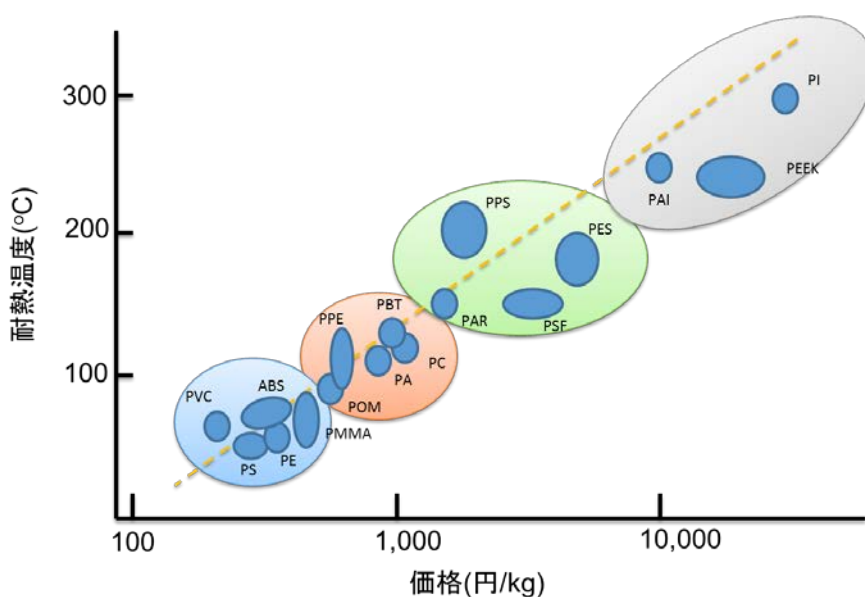 耐熱温度(°C)
300
200
100
PI
PEEK
PAI
PPS
PES
PAR
PSF
PBT
PPE
PC
PA
POM
PVC
ABS
PMMA
PS
PE
100
1,000
10,000
価格(円/kg)